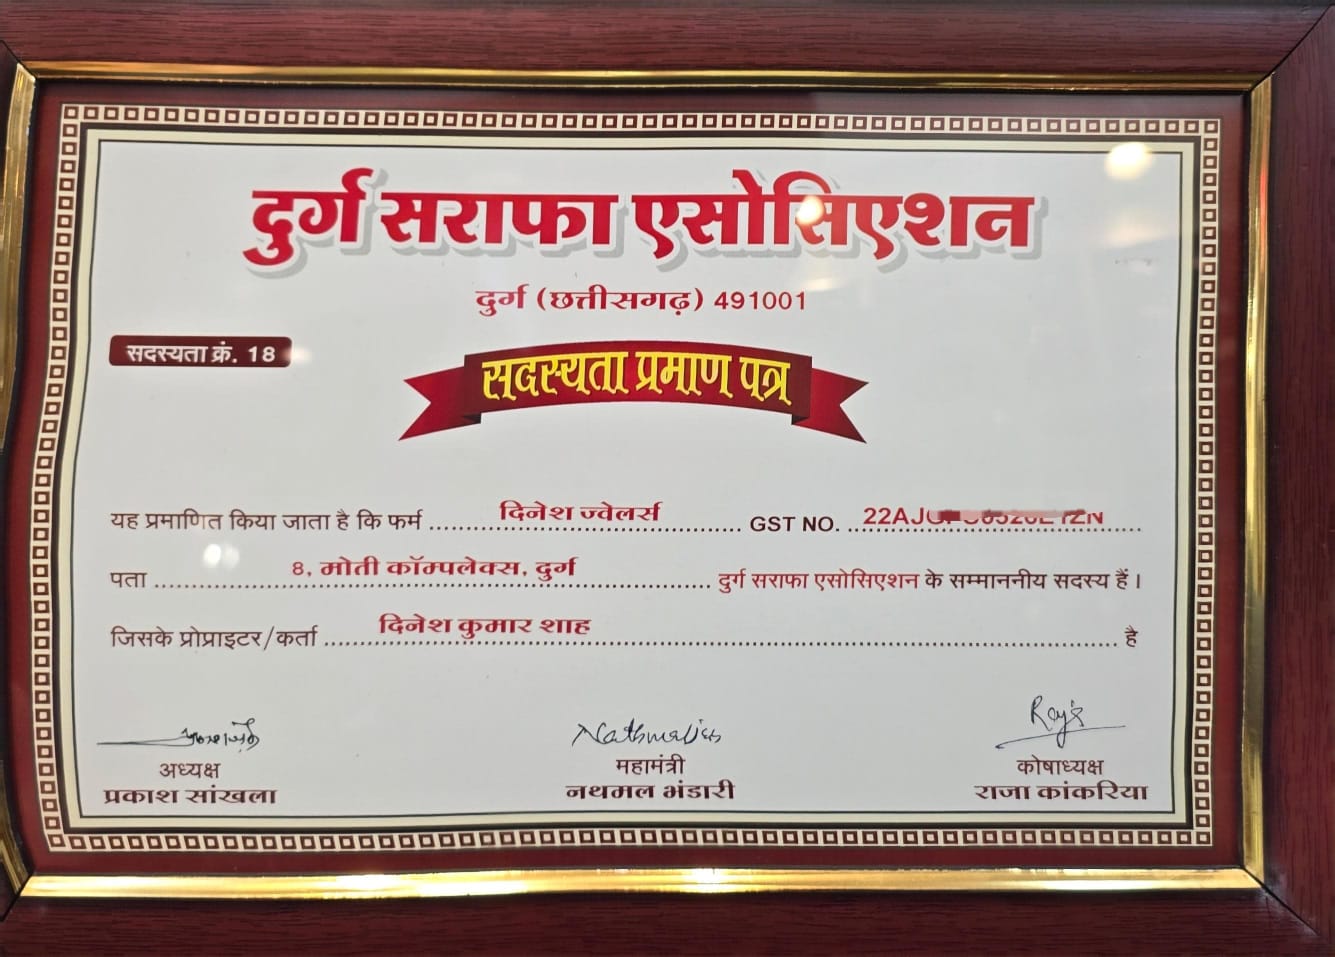 दुर्ग सराफा एसोसिएशन
दुर्ग (छत्तीसगढ़) 491001
सदस्यता क्रं. 18
सदस्यता प्रमाण पत्र
यह प्रमाणित किया जाता है कि फर्म दिनेश ज्वेलर्स GST NO.
पता 8, मोती कॉम्पलेक्स, दुर्ग दुर्ग सराफा एसोसिएशन के सम्माननीय सदस्य हैं।
जिसके प्रोप्राइटर/कर्ता दिनेश कुमार शाह है
अध्यक्ष महामंत्री कोषाध्यक्ष
प्रकाश सांखला नथमल भंडारी राजा कांकरिया